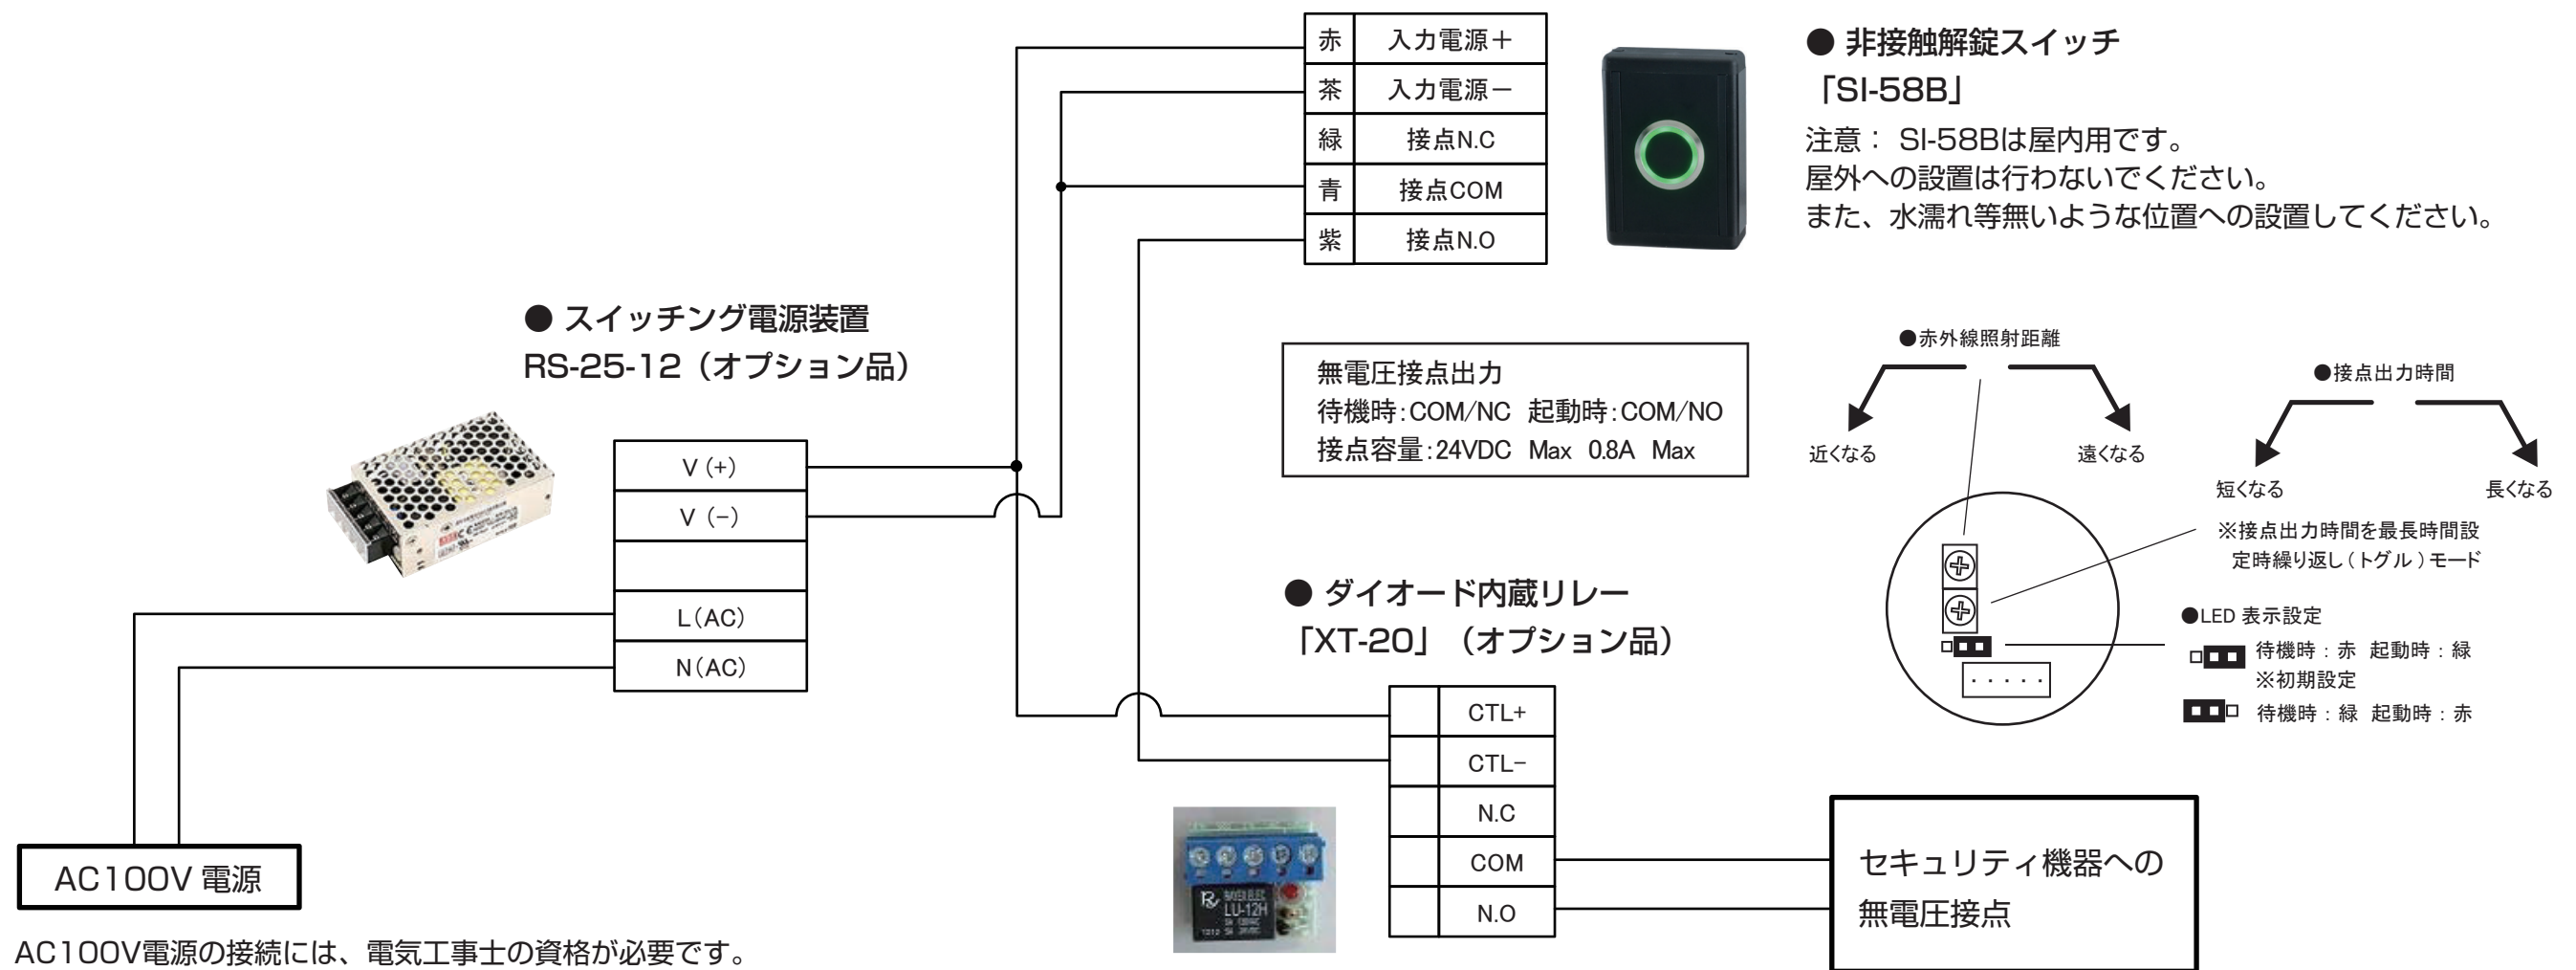 赤 入力電源＋
茶 入力電源－
緑 接点N.C
青 接点COM
紫 接点N.O
● 非接触解錠スイッチ
「SI-58B」
注意： SI-58Bは屋内用です。
屋外への設置は行わないでください。
また、水濡れ等無いような位置への設置してください。
● スイッチング電源装置
RS-25-12（オプション品）
V (+)
V (-)
L(AC)
N(AC)
無電圧接点出力
待機時:COM/NC 起動時:COM/NO
接点容量:24VDC Max 0.8A Max
●赤外線照射距離
近くなる
遠くなる
●接点出力時間
短くなる
長くなる
※接点出力時間を最長時間設
定時繰り返し（トグル）モード
●LED 表示設定
待機時：赤 起動時：緑
※初期設定
待機時：緑 起動時：赤
● ダイオード内蔵リレー
「XT-20」（オプション品）
CTL+
CTL-
N.C
COM
N.O
LU-12H
セキュリティ機器への
無電圧接点
AC100V 電源
AC100V電源の接続には、電気工事士の資格が必要です。